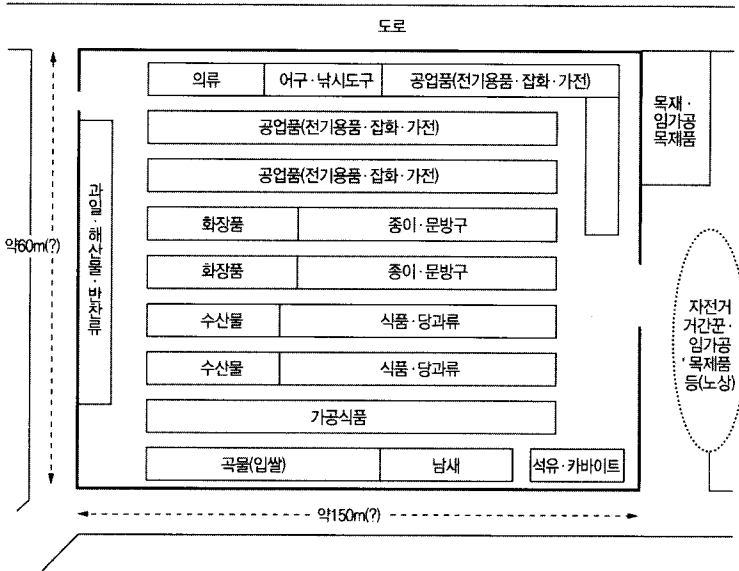 도로
의류
어구·낚시도구
공업품(전기용품·잡화·가전)
목재·
임가공
목제품
공업품(전기용품·잡화·가전)
공업품(전기용품·잡화·가전)
과일·해산물·반찬류
화장품
종이·문방구
약60m(?)
화장품
종이·문방구
수산물
식품·당과류
자전거
거간꾼·
임가공
목제품
등(노상)
수산물
식품·당과류
가공식품
곡물(입쌀)
남새
석유·카바이트
약150m(?)